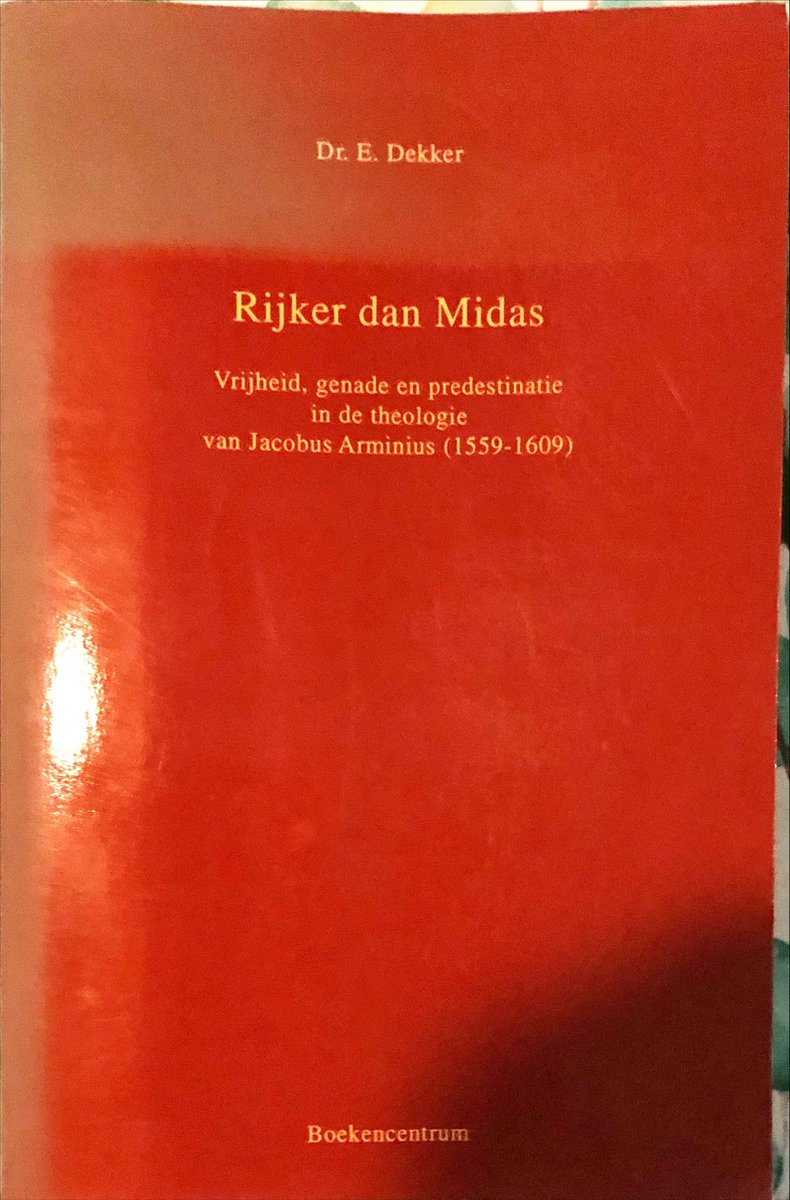 Dr. E. Dekker
Rijker dan Midas
Vrijheid, genade en predestinatie
in de theologie
van Jacobus Arminius (1559-1609)
Boekencentrum